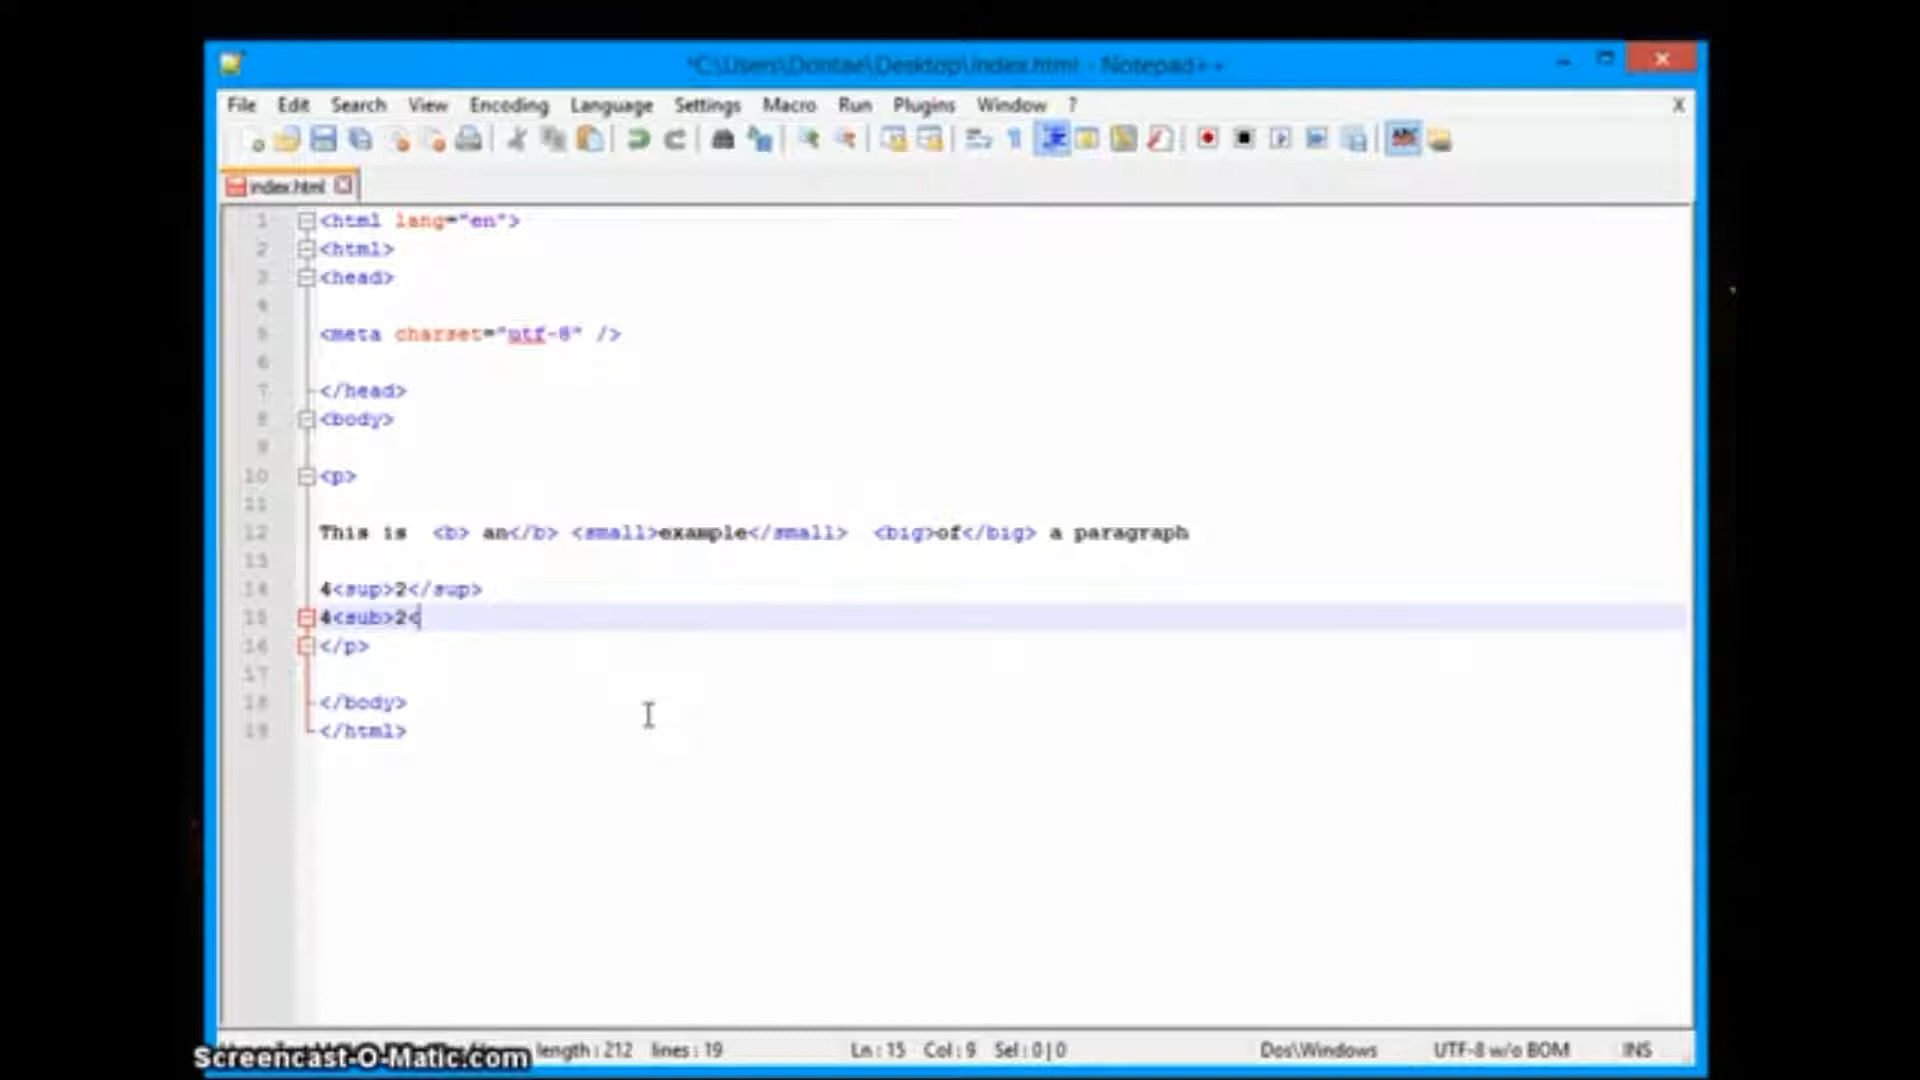 *C:\Users\Dontae\Desktop\index.html - Notepad++
File Edit Search View Encoding Language Settings Macro Run Plugins Window ? X
index.html
1 <html lang="en">
2 <html>
3 <head>
4
5 <meta charset="utf-8" />
6
7 </head>
8 <body>
9
10 <p>
11
12 This is <b> an</b> <small>example</small> <big>of</big> a paragraph
13
14 4<sup>2</sup>
15 4<sub>2<
16 </p>
17
18 </body>
19 </html>
length : 212 lines : 19 Ln : 15 Col : 9 Sel : 0 | 0 Dos\Windows UTF-8 w/o BOM INS
Screencast-O-Matic.com